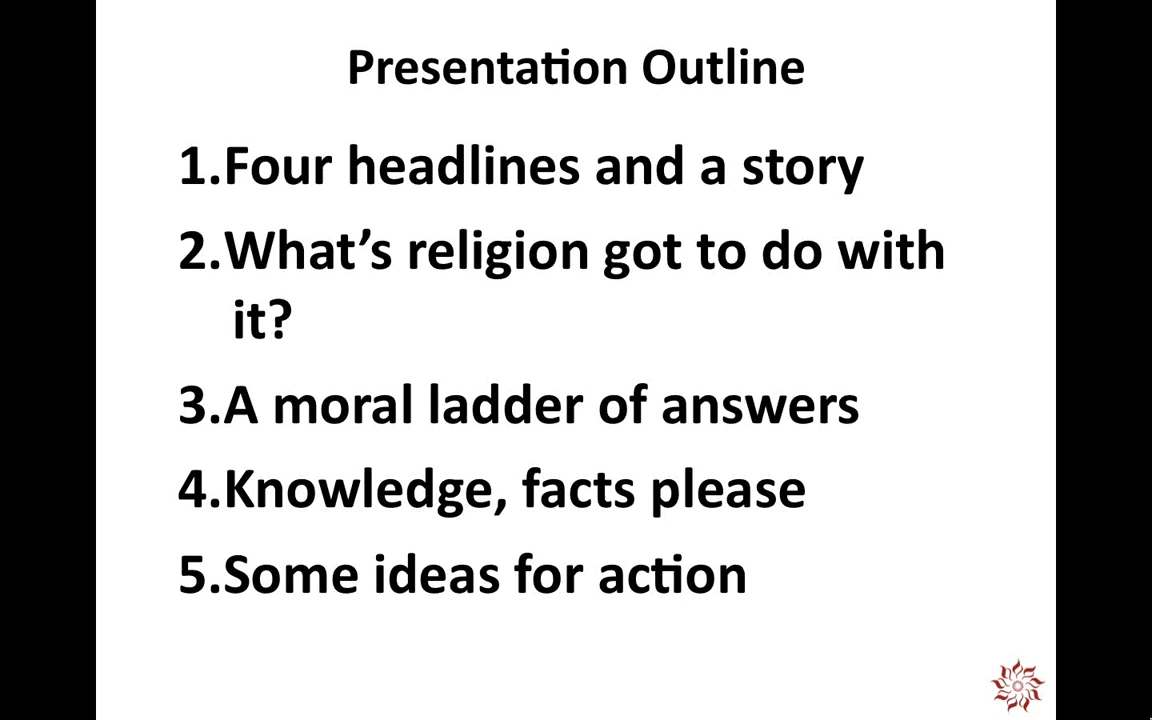 Presentation Outline
1.Four headlines and a story
2.What’s religion got to do with
it?
3.A moral ladder of answers
4.Knowledge, facts please
5.Some ideas for action